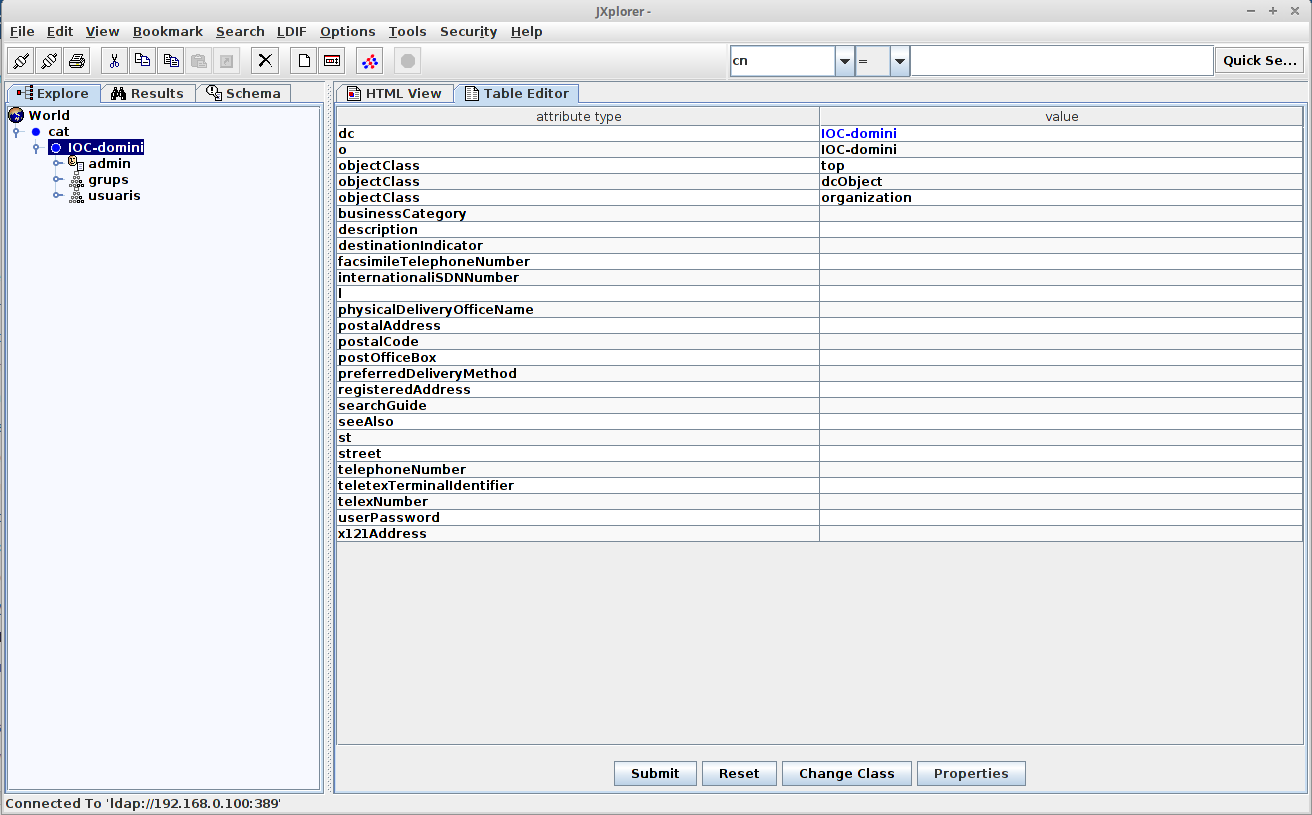 JXplorer -
File Edit View Bookmark Search LDIF Options Tools Security Help
cn = Quick Se...
Explore Results Schema
HTML View Table Editor
World
cat
IOC-domini
admin
grups
usuaris
attribute type value
dc IOC-domini
o IOC-domini
objectClass top
objectClass dcObject
objectClass organization
businessCategory
description
destinationIndicator
facsimileTelephoneNumber
internationaliSDNNumber
l
physicalDeliveryOfficeName
postalAddress
postalCode
postOfficeBox
preferredDeliveryMethod
registeredAddress
searchGuide
seeAlso
st
street
telephoneNumber
teletexTerminalIdentifier
telexNumber
userPassword
x121Address
Submit Reset Change Class Properties
Connected To 'ldap://192.168.0.100:389'